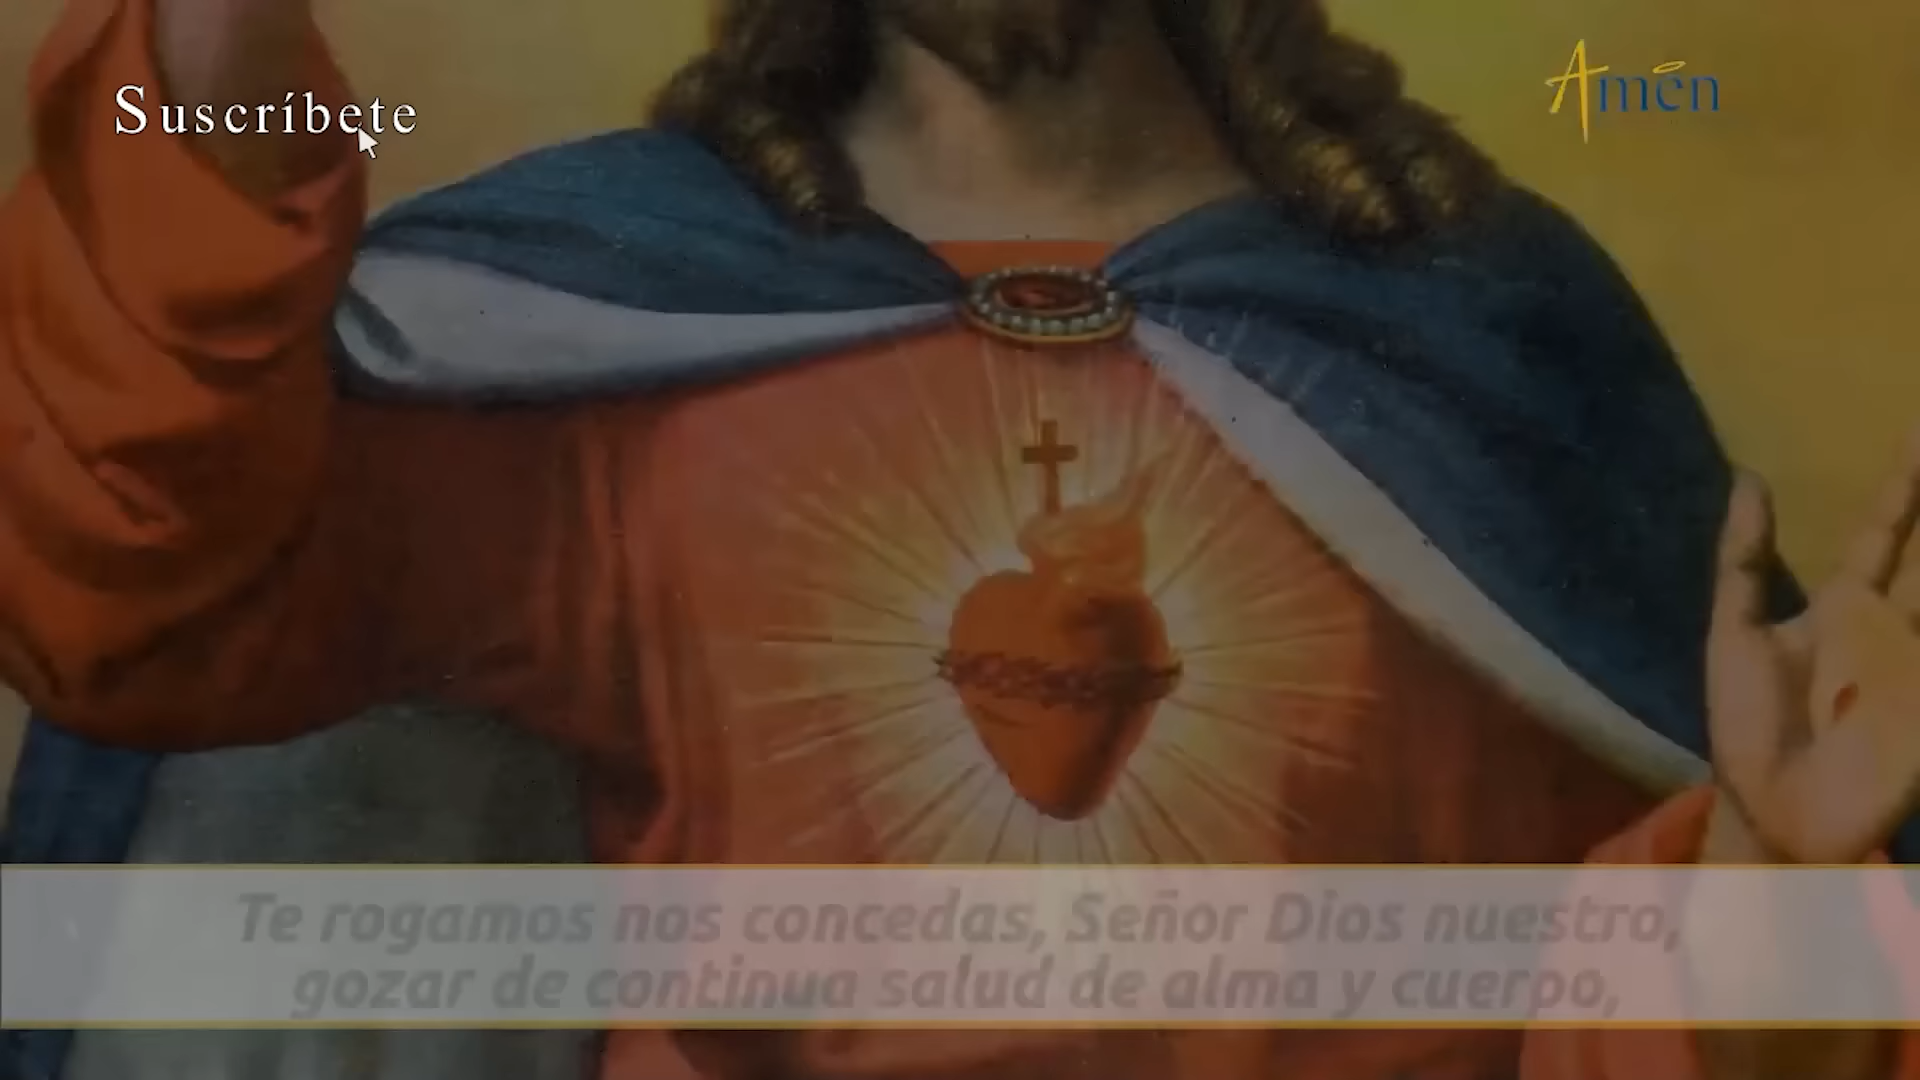 Suscríbete
Amén
Te rogamos nos concedas, Señor Dios nuestro,
gozar de continua salud de alma y cuerpo,